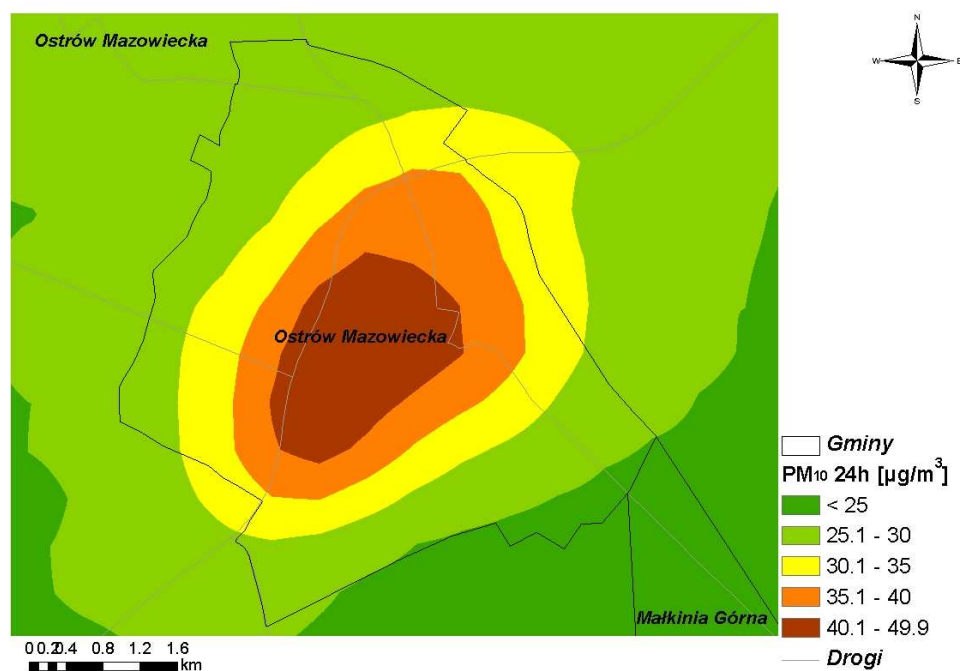 Ostrów Mazowiecka
N
W E
S
Ostrów Mazowiecka
Małkinia Górna
Gminy
PM10 24h [µg/m³]
< 25
25.1 - 30
30.1 - 35
35.1 - 40
40.1 - 49.9
Drogi
0 0.2 0.4 0.8 1.2 1.6
km